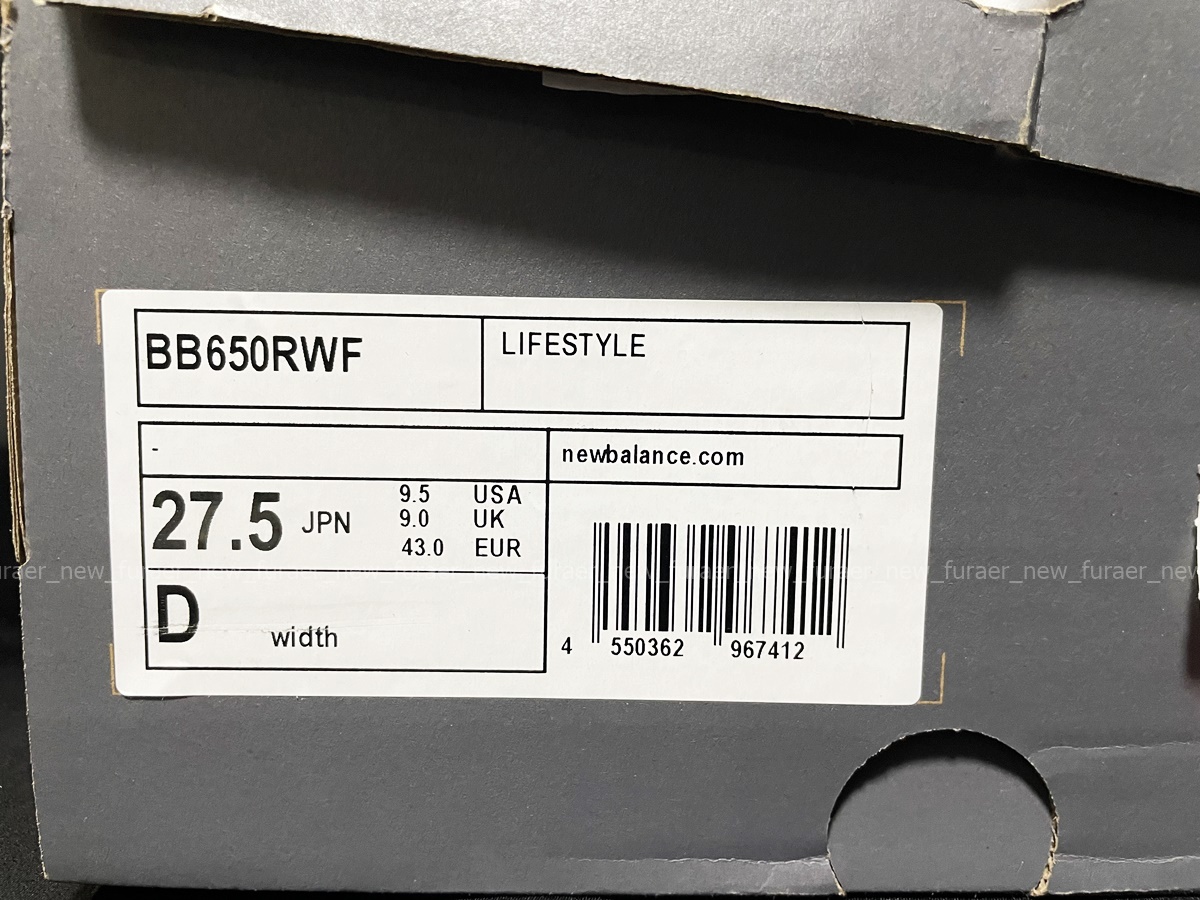 BB650RWF
LIFESTYLE
-
newbalance.com
27.5 JPN
9.5 USA
9.0 UK
43.0 EUR
D width
4 550362 967412
furaer_new_furaer_new_furaer_new_furaer_new_furaer_new_furaer_new_furaer_new